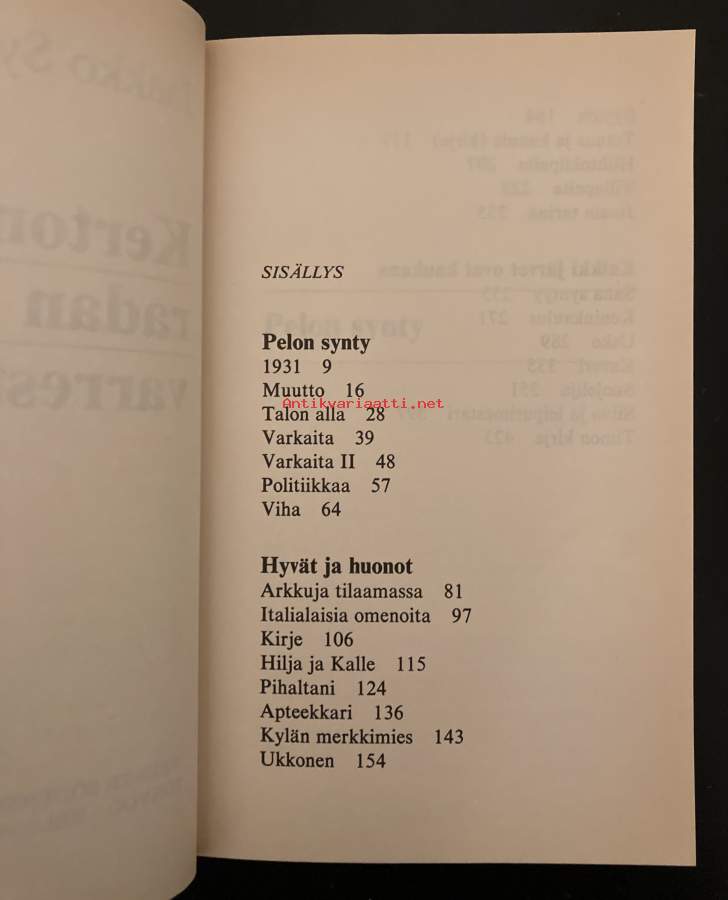 SISÄLLYS
Pelon synty
1931 9
Muutto 16
Antikvariaatti.net
Talon alla 28
Varkaita 39
Varkaita II 48
Politiikkaa 57
Viha 64
Hyvät ja huonot
Arkkuja tilaamassa 81
Italialaisia omenoita 97
Kirje 106
Hilja ja Kalle 115
Pihaltani 124
Apteekkari 136
Kylän merkkimies 143
Ukkonen 154